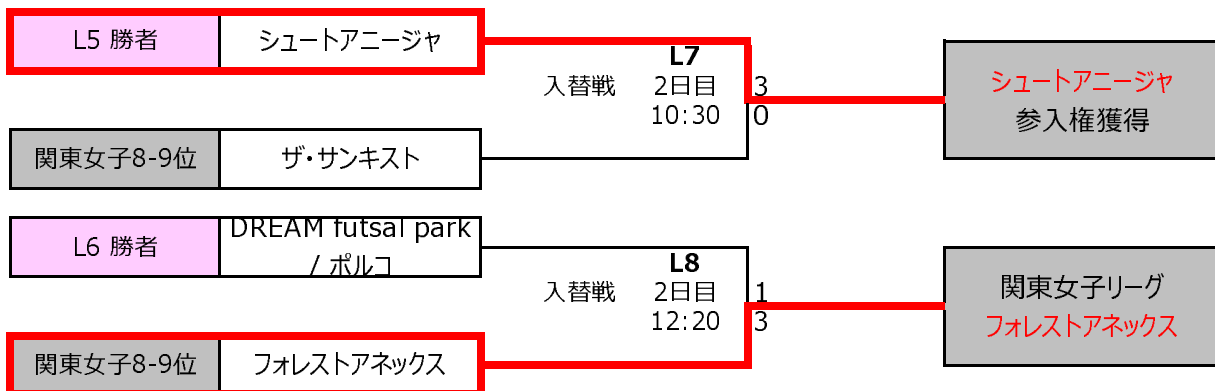 L5 勝者
シュートアニージャ
L7
入替戦 2日目 3
10:30 0
シュートアニージャ
参入権獲得
関東女子8-9位
ザ・サンキスト
L6 勝者
DREAM futsal park
/ ポルコ
L8
入替戦 2日目 1
12:20 3
関東女子リーグ
フォレストアネックス
関東女子8-9位
フォレストアネックス